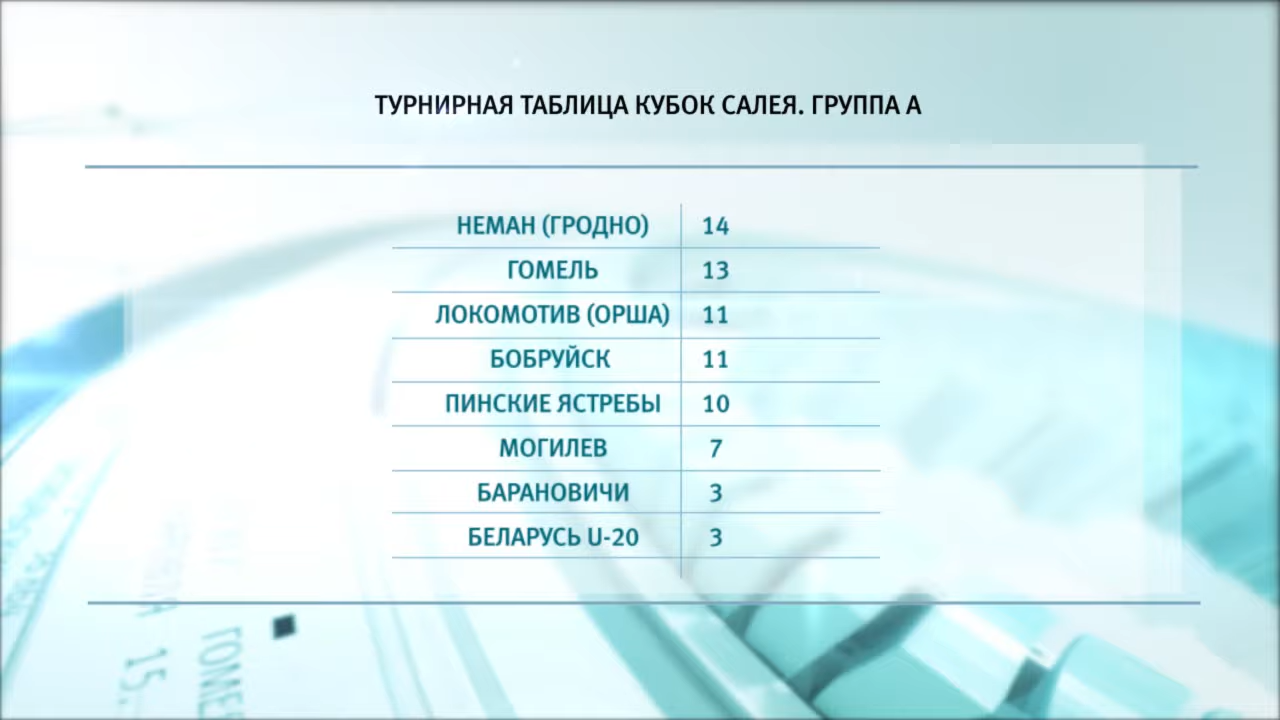 ТУРНИРНАЯ ТАБЛИЦА КУБОК САЛЕЯ. ГРУППА А
НЕМАН (ГРОДНО) 14
ГОМЕЛЬ 13
ЛОКОМОТИВ (ОРША) 11
БОБРУЙСК 11
ПИНСКИЕ ЯСТРЕБЫ 10
МОГИЛЕВ 7
БАРАНОВИЧИ 3
БЕЛАРУСЬ U-20 3
15.